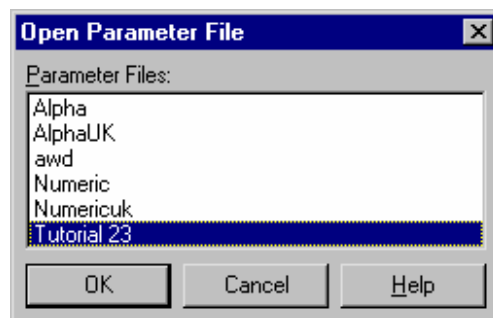 Open Parameter File
Parameter Files:
Alpha
AlphaUK
awd
Numeric
Numericuk
Tutorial 23
OK Cancel Help